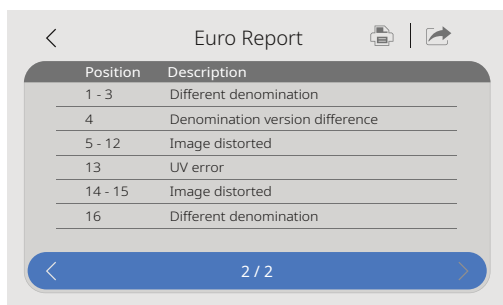 Euro Report
Position Description
1 - 3 Different denomination
4 Denomination version difference
5 - 12 Image distorted
13 UV error
14 - 15 Image distorted
16 Different denomination
2 / 2